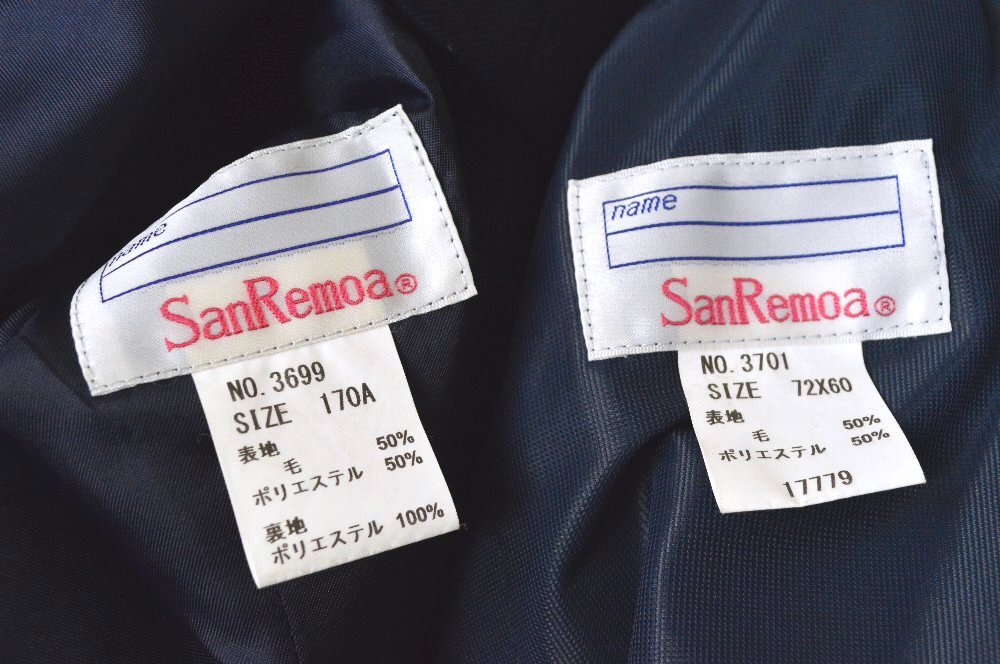 name
SanRemoa®
NO. 3699
SIZE 170A
表地
毛 50%
ポリエステル 50%
裏地
ポリエステル 100%
name
SanRemoa®
NO. 3701
SIZE 72X60
表地
毛 50%
ポリエステル 50%
17779